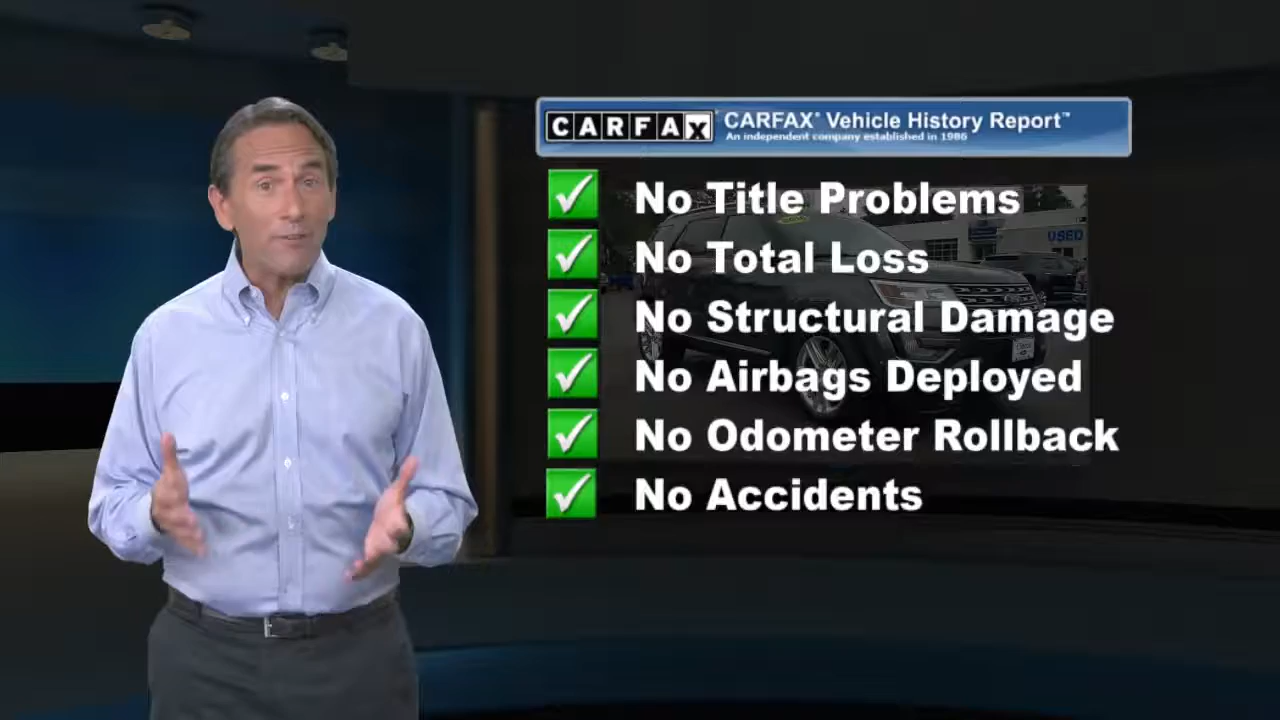 CARFAX
CARFAX® Vehicle History Report™
An independent company established in 1986
No Title Problems
No Total Loss
USED
No Structural Damage
No Airbags Deployed
No Odometer Rollback
No Accidents